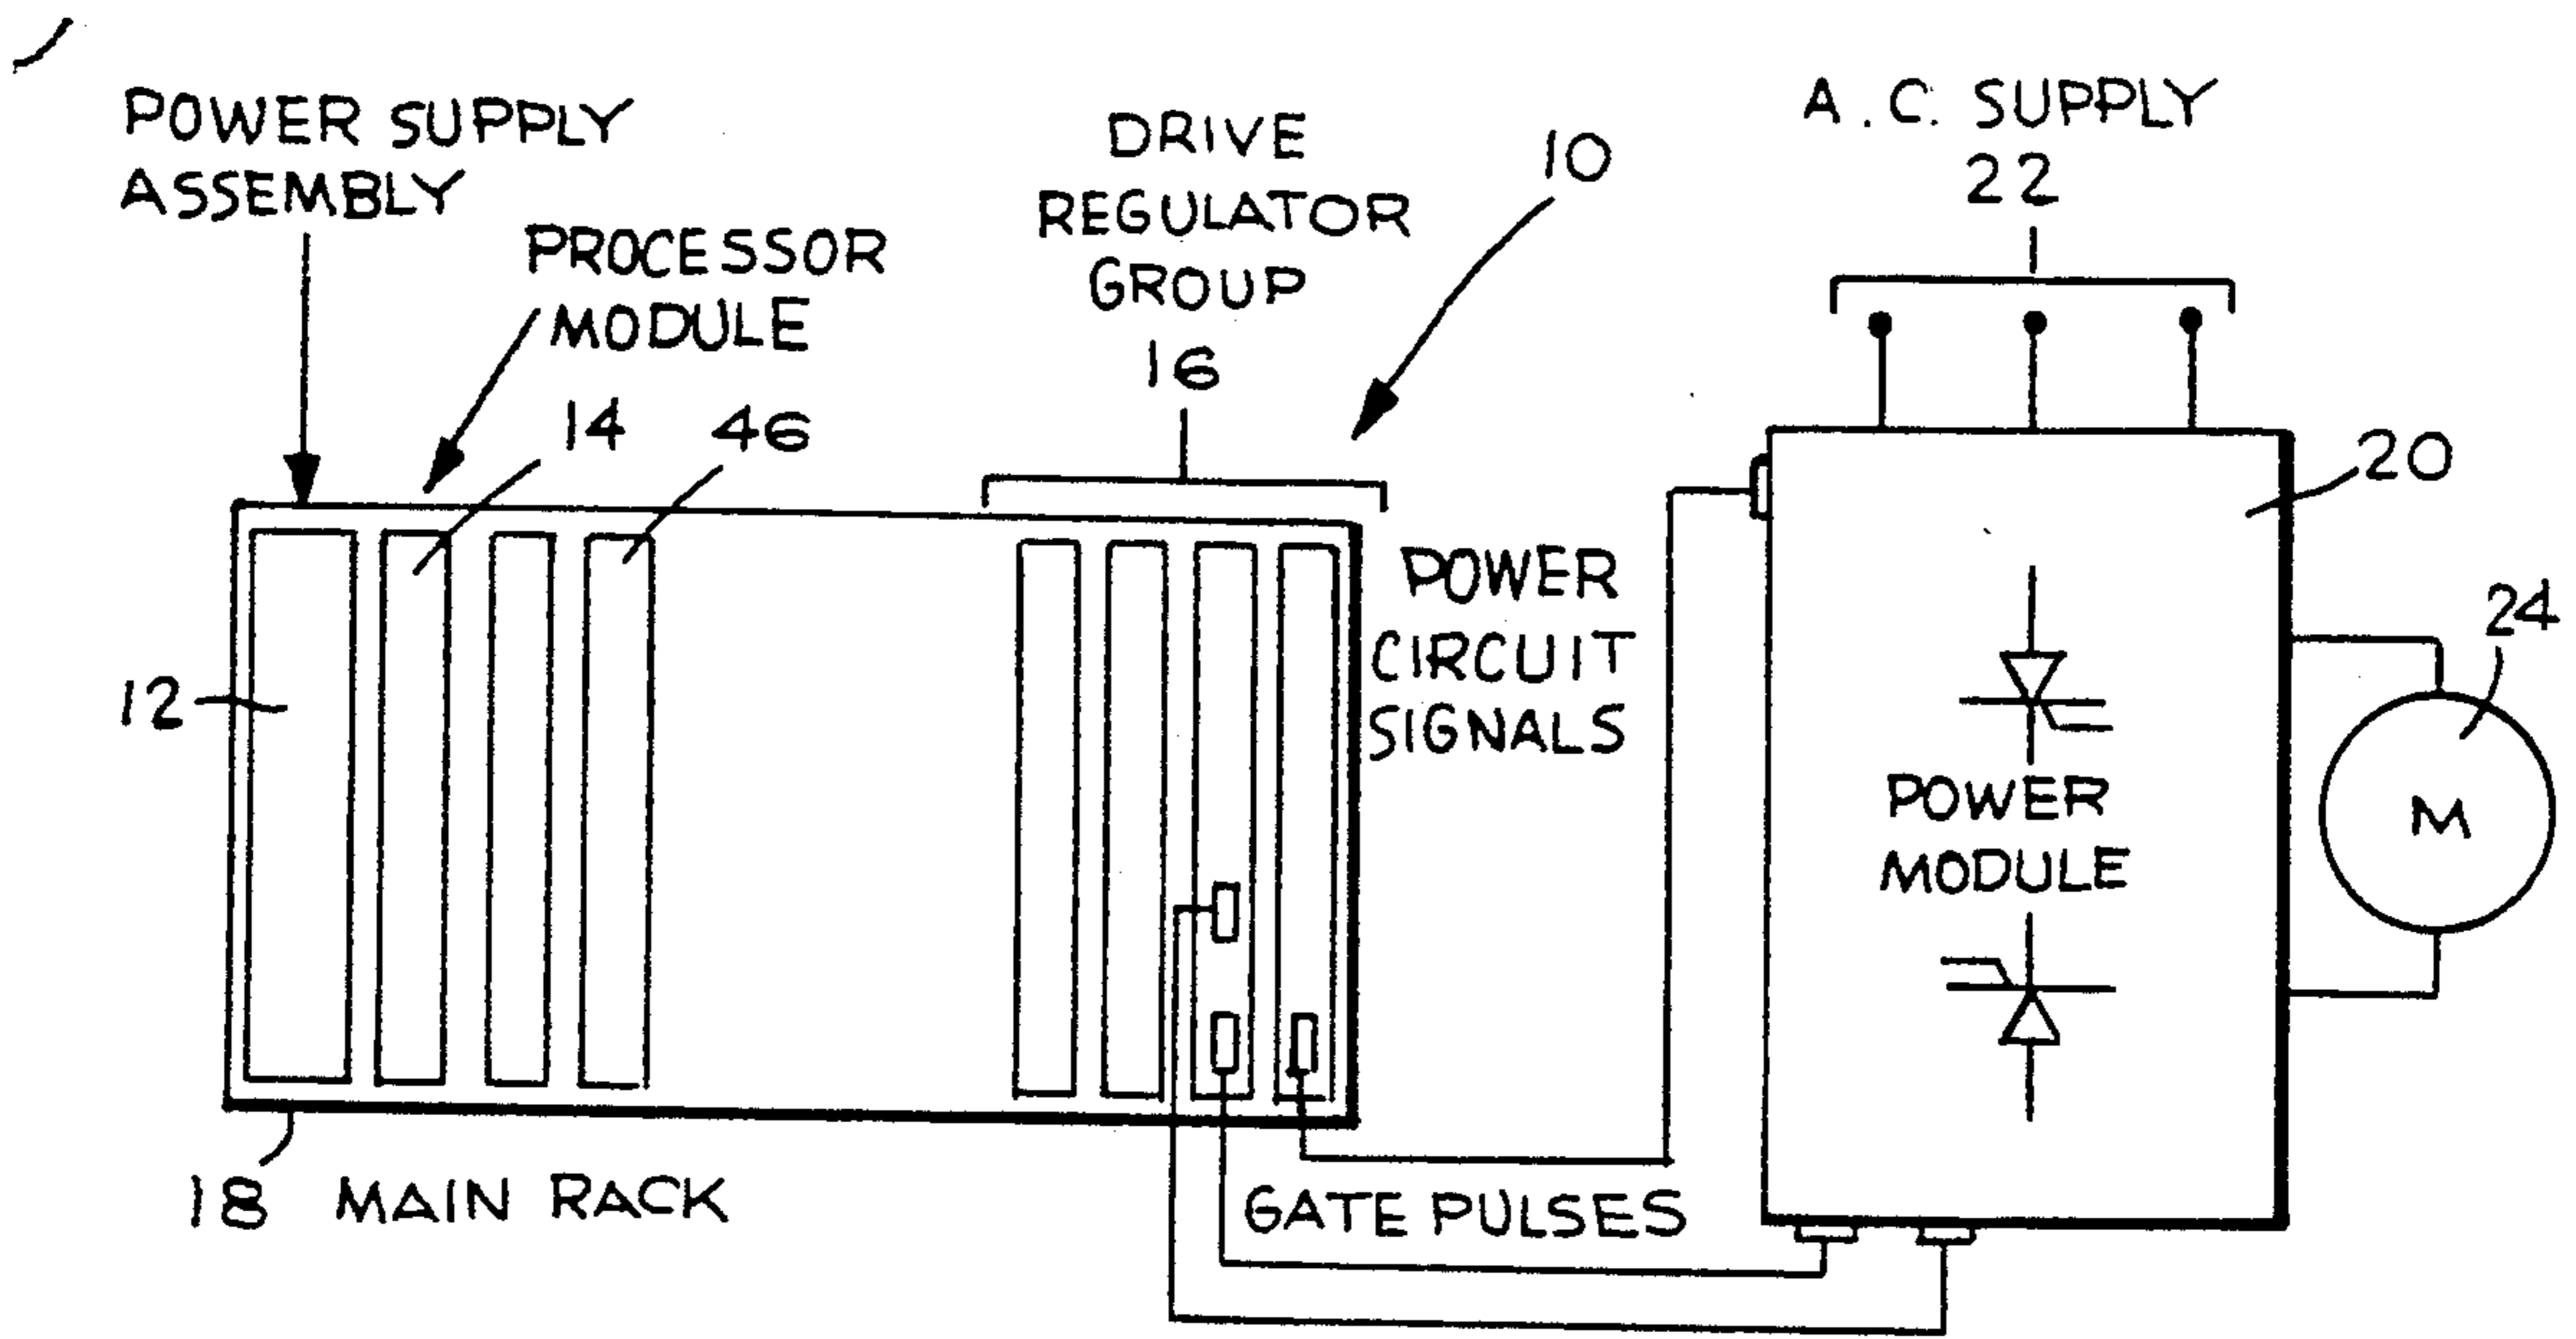 POWER SUPPLY
ASSEMBLY
PROCESSOR
MODULE
14
46
DRIVE
REGULATOR
GROUP
16
10
A.C. SUPPLY
22
20
24
12
POWER
CIRCUIT
SIGNALS
POWER
MODULE
M
18 MAIN RACK
GATE PULSES